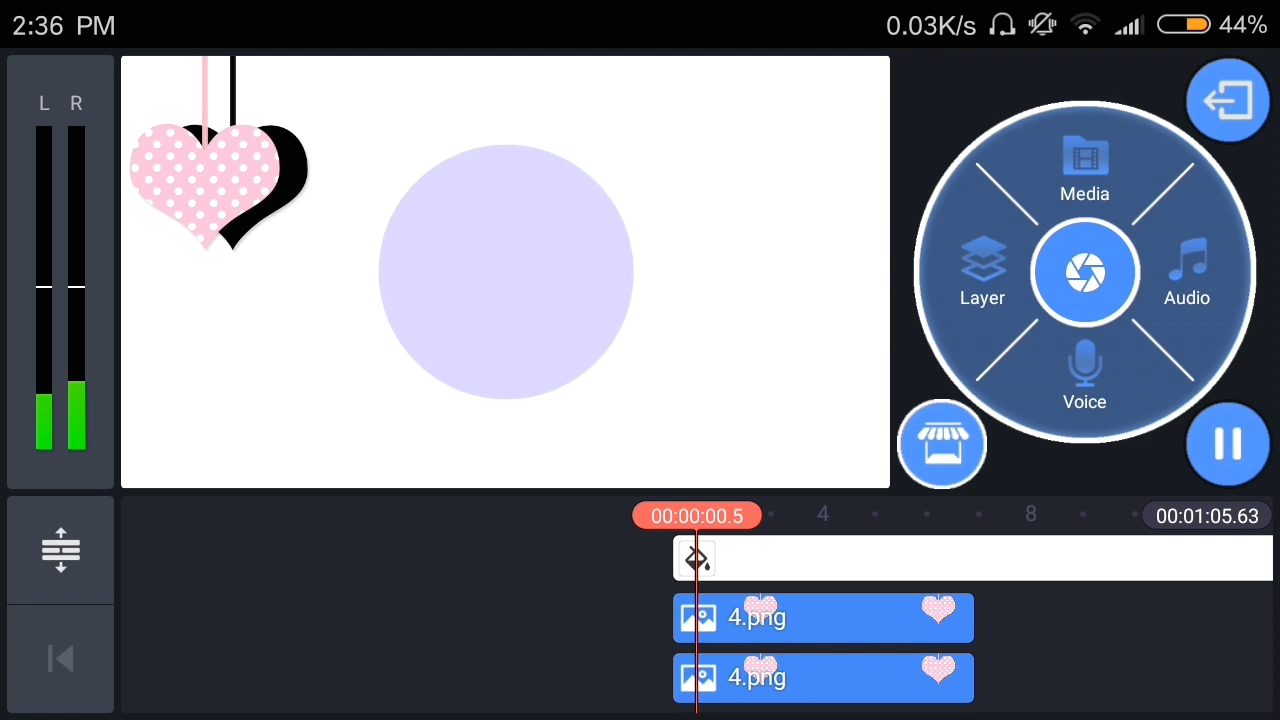 2:36 PM 0.03K/s 44%
L R
Media
Layer Audio
Voice
00:00:00.5 4 8 00:01:05.63
4.png
4.png